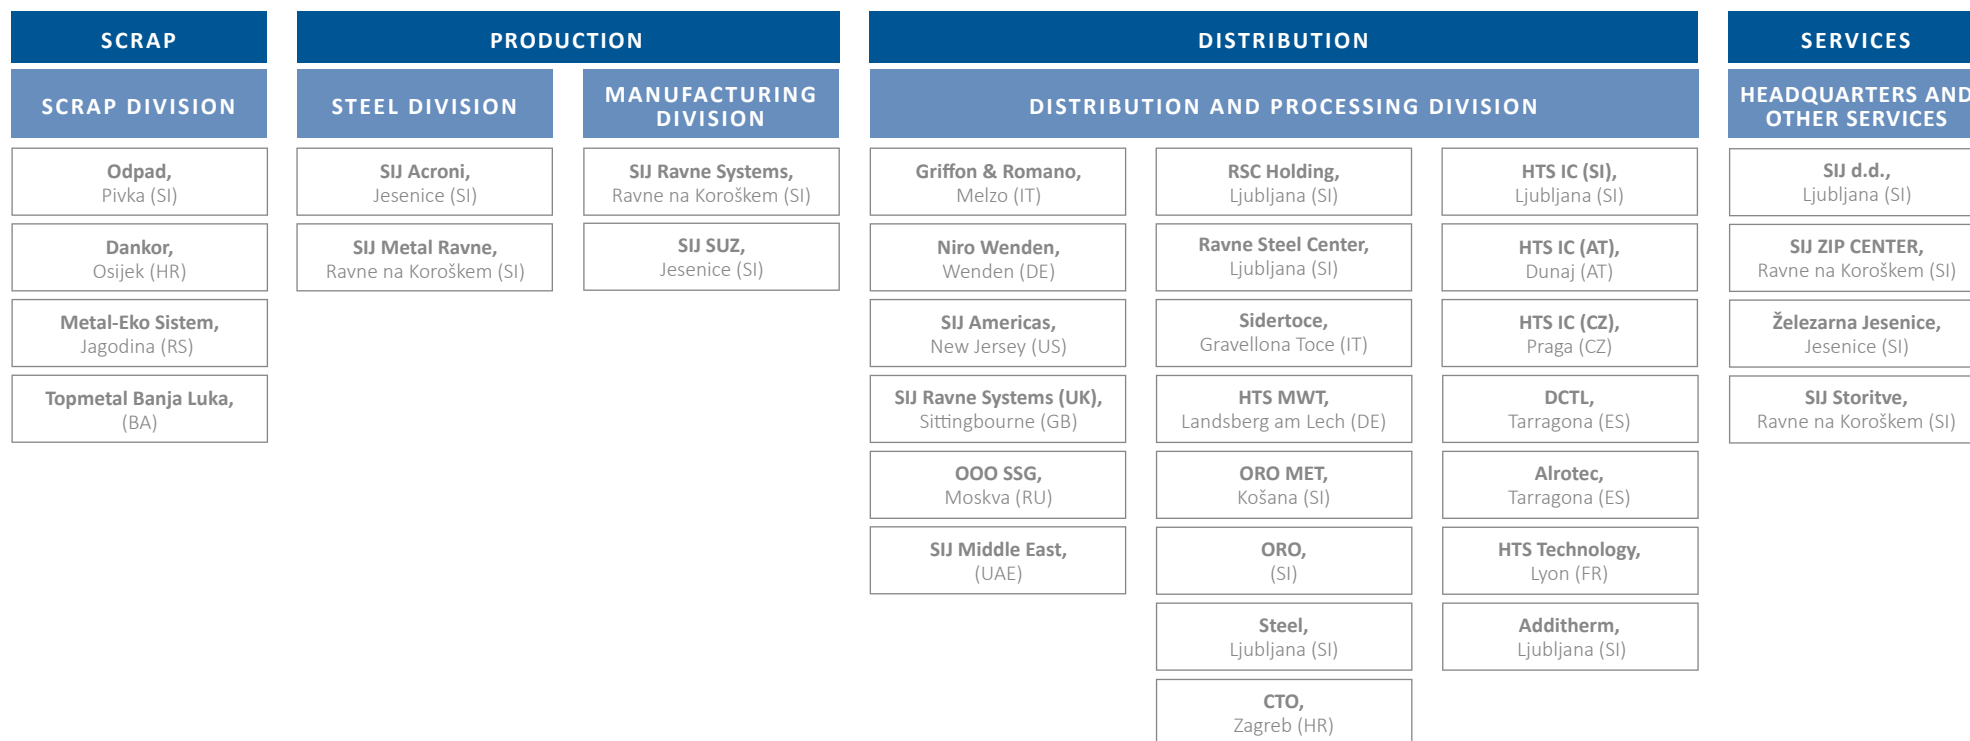 SCRAP
SCRAP DIVISION
Odpad,
Pivka (SI)
Dankor,
Osijek (HR)
Metal-Eko Sistem,
Jagodina (RS)
Topmetal Banja Luka,
(BA)
PRODUCTION
STEEL DIVISION
SIJ Acroni,
Jesenice (SI)
SIJ Metal Ravne,
Ravne na Koroškem (SI)
MANUFACTURING
DIVISION
SIJ Ravne Systems,
Ravne na Koroškem (SI)
SIJ SUZ,
Jesenice (SI)
DISTRIBUTION
DISTRIBUTION AND PROCESSING DIVISION
Griffon & Romano,
Melzo (IT)
Niro Wenden,
Wenden (DE)
SIJ Americas,
New Jersey (US)
SIJ Ravne Systems (UK),
Sittingbourne (GB)
OOO SSG,
Moskva (RU)
SIJ Middle East,
(UAE)
RSC Holding,
Ljubljana (SI)
Ravne Steel Center,
Ljubljana (SI)
Sidertoce,
Gravellona Toce (IT)
HTS MWT,
Landsberg am Lech (DE)
ORO MET,
Košana (SI)
ORO,
(SI)
Steel,
Ljubljana (SI)
CTO,
Zagreb (HR)
HTS IC (SI),
Ljubljana (SI)
HTS IC (AT),
Dunaj (AT)
HTS IC (CZ),
Praga (CZ)
DCTL,
Tarragona (ES)
Alrotec,
Tarragona (ES)
HTS Technology,
Lyon (FR)
Additherm,
Ljubljana (SI)
SERVICES
HEADQUARTERS AND
OTHER SERVICES
SIJ d.d.,
Ljubljana (SI)
SIJ ZIP CENTER,
Ravne na Koroškem (SI)
Železarna Jesenice,
Jesenice (SI)
SIJ Storitve,
Ravne na Koroškem (SI)